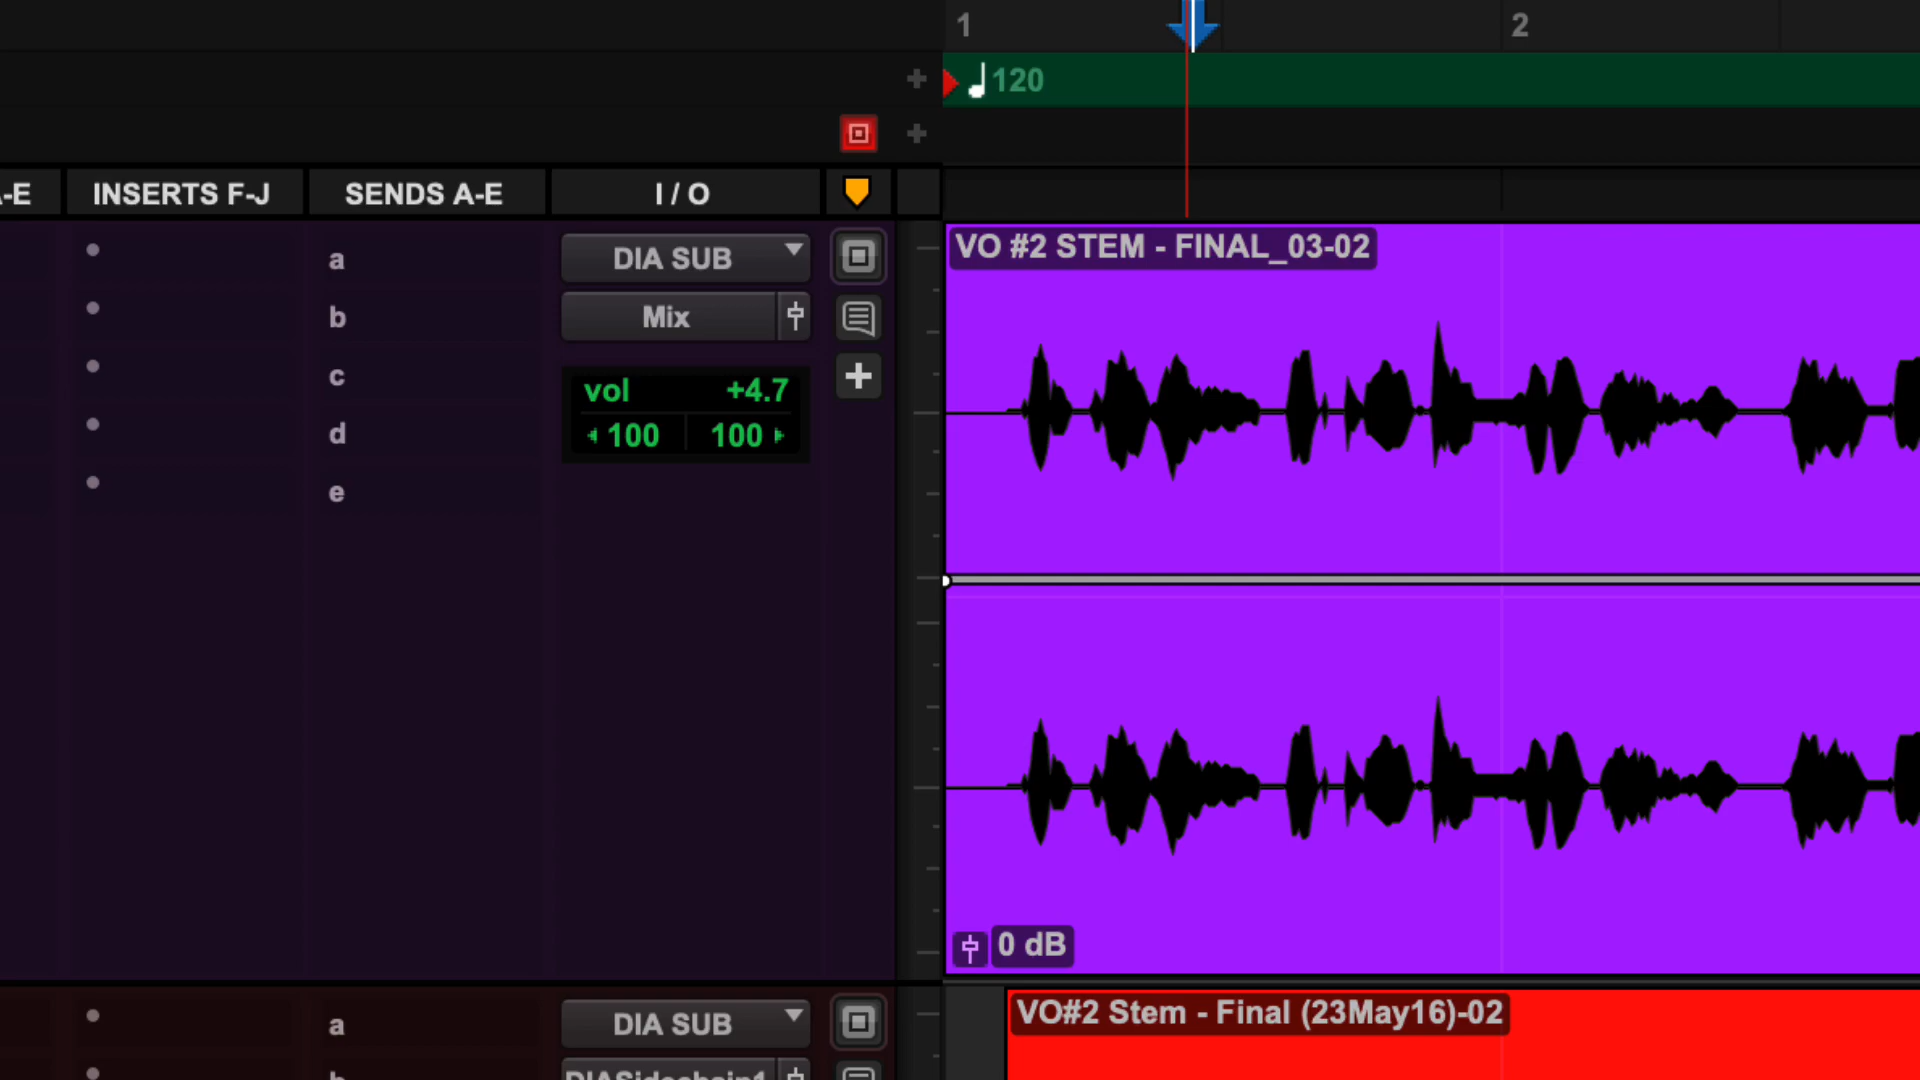 1 2
120
-E INSERTS F-J SENDS A-E I / O
VO #2 STEM - FINAL_03-02
a DIA SUB
b Mix
c vol +4.7
d 100 100
e
0 dB
a DIA SUB
VO#2 Stem - Final (23May16)-02
b DIASidechain1